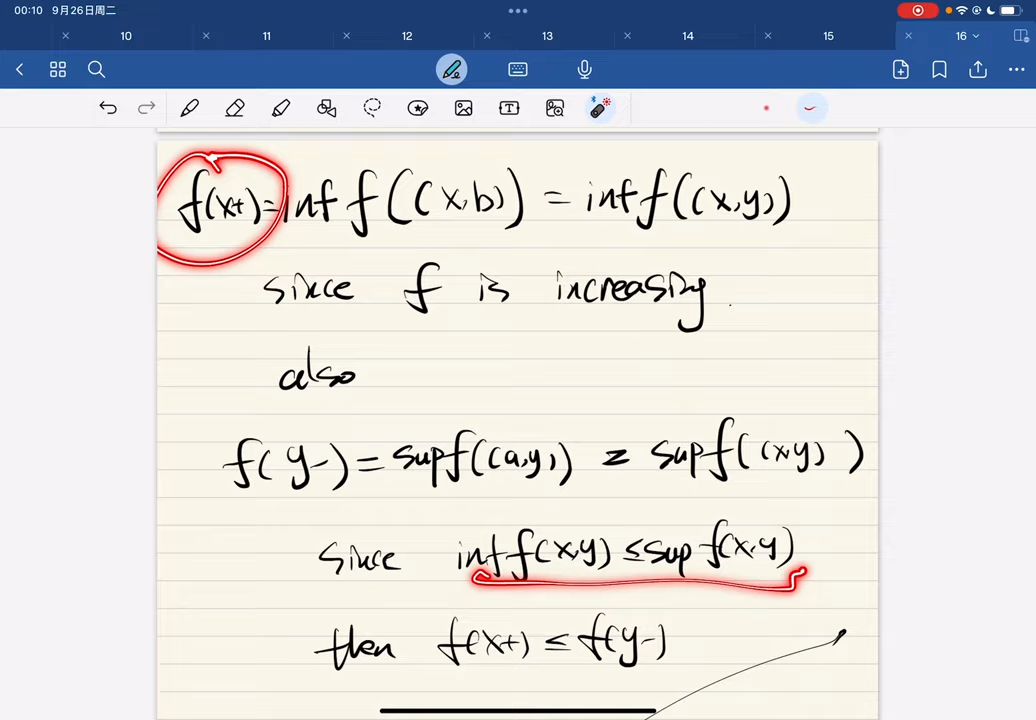 00:10 9月26日周二
10 11 12 13 14 15 16
f(x+) = inf f((x,b)) = inf f((x,y))
since f is increasing.
also
f(y-) = sup f((a,y)) = sup f((x,y))
since inf f(x,y) ≤ sup f(x,y)
then f(x+) ≤ f(y-)